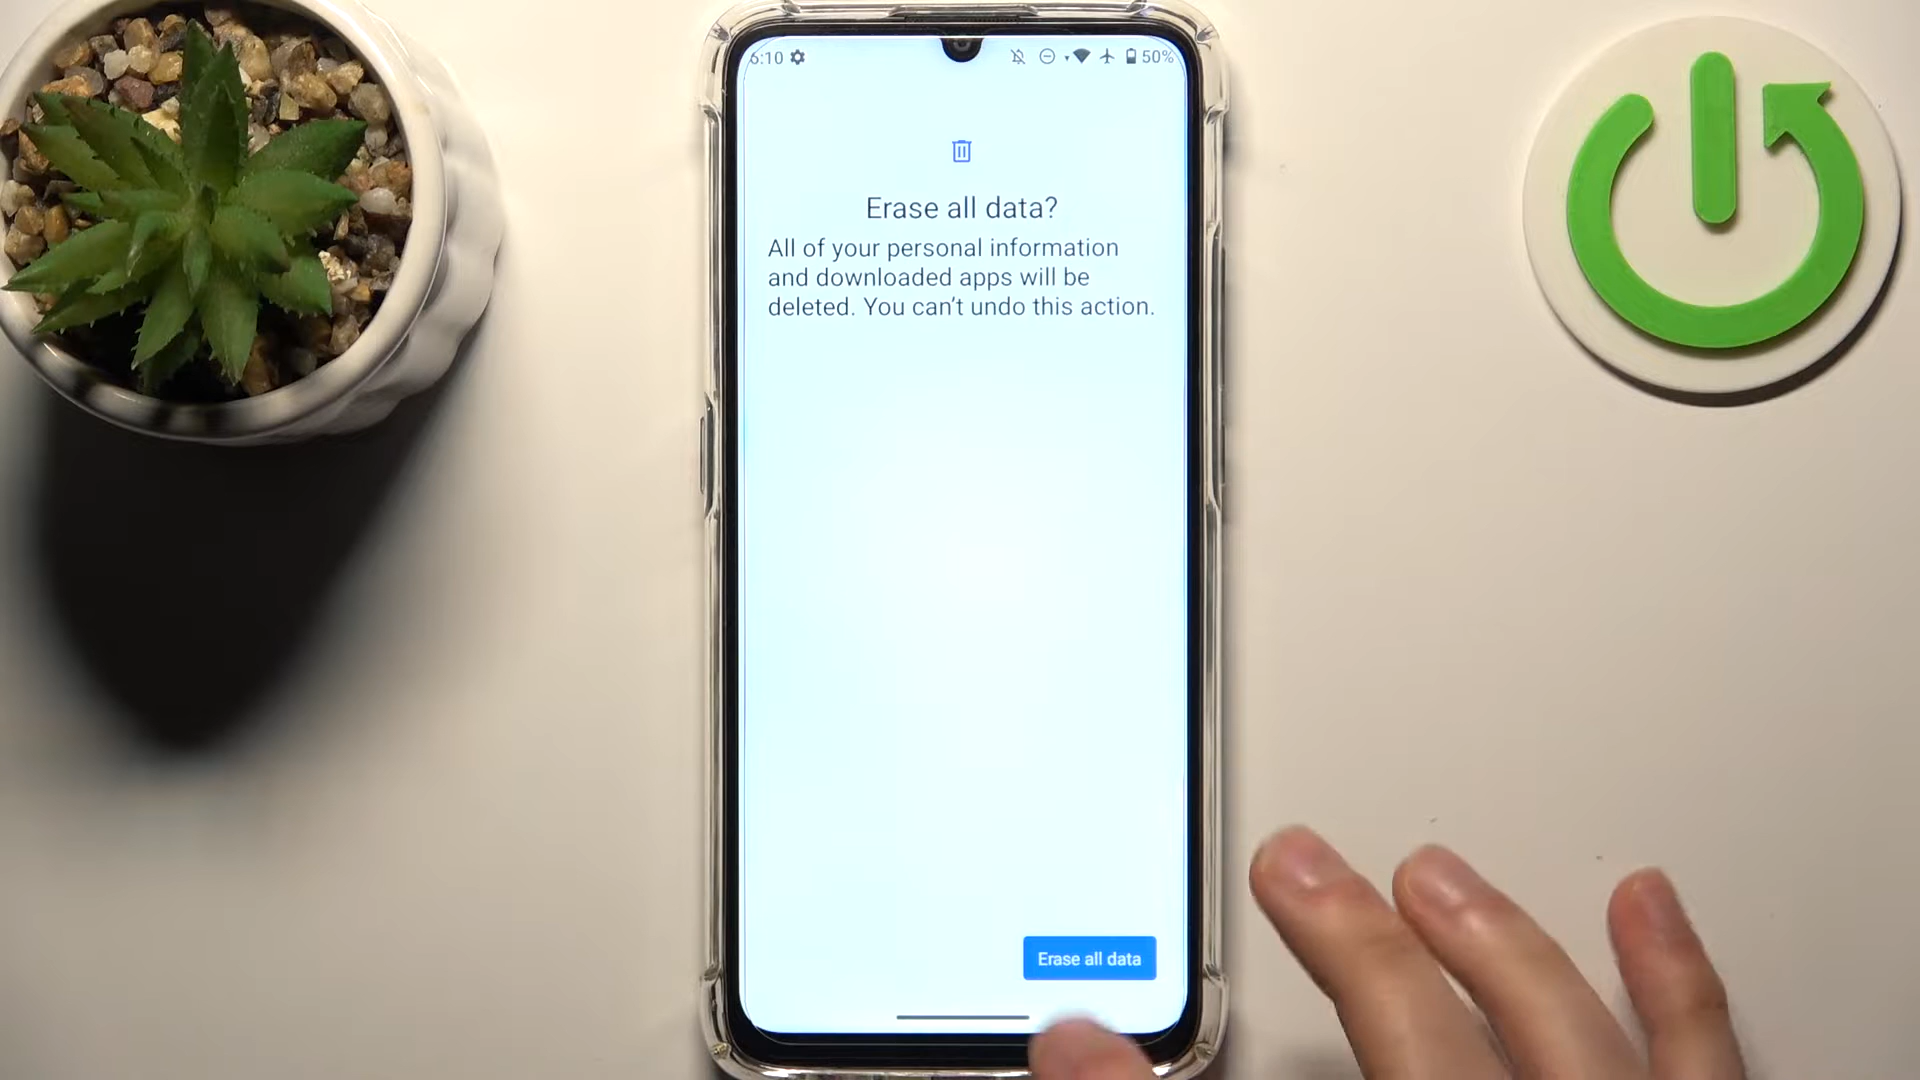 6:10 50%
Erase all data?
All of your personal information
and downloaded apps will be
deleted. You can't undo this action.
Erase all data